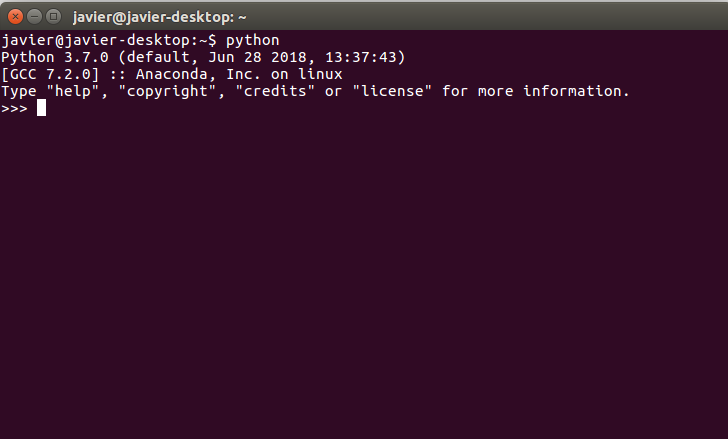 javier@javier-desktop: ~
javier@javier-desktop:~$ python
Python 3.7.0 (default, Jun 28 2018, 13:37:43)
[GCC 7.2.0] :: Anaconda, Inc. on linux
Type "help", "copyright", "credits" or "license" for more information.
>>>